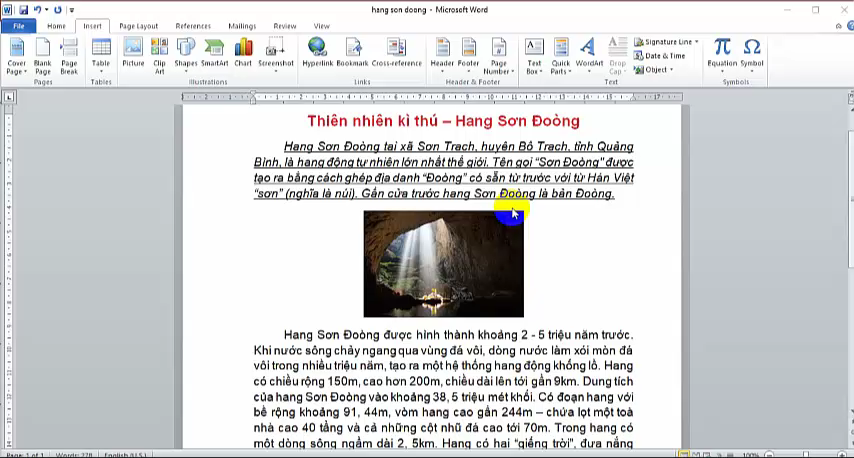 hang son doong - Microsoft Word
File Home Insert Page Layout References Mailings Review View
Cover Page Blank Page Page Break Table Picture Clip Art Shapes SmartArt Chart Screenshot Hyperlink Bookmark Cross-reference Header Footer Page Number Text Box Quick Parts WordArt Drop Cap Signature Line Date & Time Object Equation Symbol
Pages Tables Illustrations Links Header & Footer Text Symbols
Thiên nhiên kì thú – Hang Sơn Đoòng
Hang Sơn Đoòng tại xã Sơn Trạch, huyện Bố Trạch, tỉnh Quảng
Bình, là hang động tự nhiên lớn nhất thế giới. Tên gọi “Sơn Đoòng” được
tạo ra bằng cách ghép địa danh “Đoòng” có sẵn từ trước với từ Hán Việt
“sơn” (nghĩa là núi). Gần cửa trước hang Sơn Đoòng là bản Đoòng.
Hang Sơn Đoòng được hình thành khoảng 2 - 5 triệu năm trước.
Khi nước sông chảy ngang qua vùng đá vôi, dòng nước làm xói mòn đá
vôi trong nhiều triệu năm, tạo ra một hệ thống hang động khổng lồ. Hang
có chiều rộng 150m, cao hơn 200m, chiều dài lên tới gần 9km. Dung tích
của hang Sơn Đoòng vào khoảng 38, 5 triệu mét khối. Có đoạn hang với
bề rộng khoảng 91, 44m, vòm hang cao gần 244m – chứa lọt một toà
nhà cao 40 tầng và cả những cột nhũ đá cao tới 70m. Trong hang có
một dòng sông ngầm dài 2, 5km. Hang có hai “giếng trời”, đưa nắng
Page: 1 of 1 Words: 278 English (U.S.) 100%